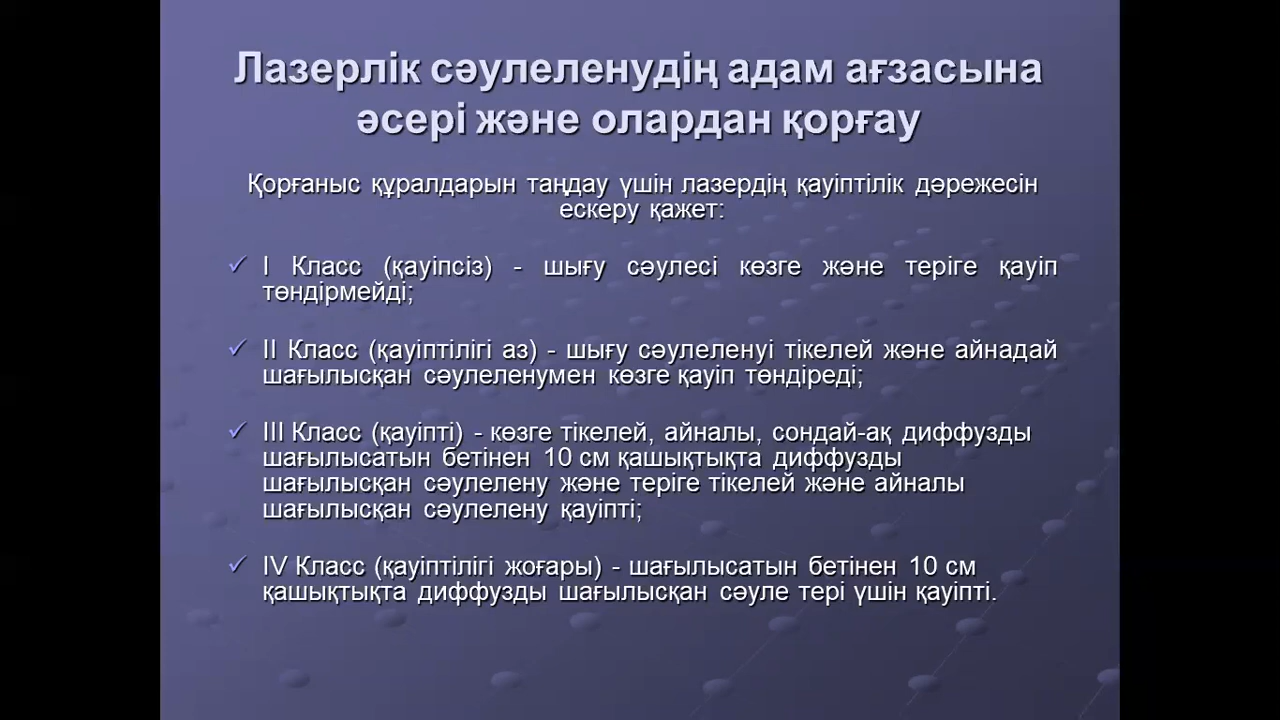 Лазерлік сәулеленудің адам ағзасына
әсері және олардан қорғау
Қорғаныс құралдарын таңдау үшін лазердің қауіптілік дәрежесін
ескеру қажет:
I Класс (қауіпсіз) - шығу сәулесі көзге және теріге қауіп
төндірмейді;
II Класс (қауіптілігі аз) - шығу сәулеленуі тікелей және айнадай
шағылысқан сәулеленумен көзге қауіп төндіреді;
III Класс (қауіпті) - көзге тікелей, айналы, сондай-ақ диффузды
шағылысатын бетінен 10 см қашықтықта диффузды
шағылысқан сәулелену және теріге тікелей және айналы
шағылысқан сәулелену қауіпті;
IV Класс (қауіптілігі жоғары) - шағылысатын бетінен 10 см
қашықтықта диффузды шағылысқан сәуле тері үшін қауіпті.